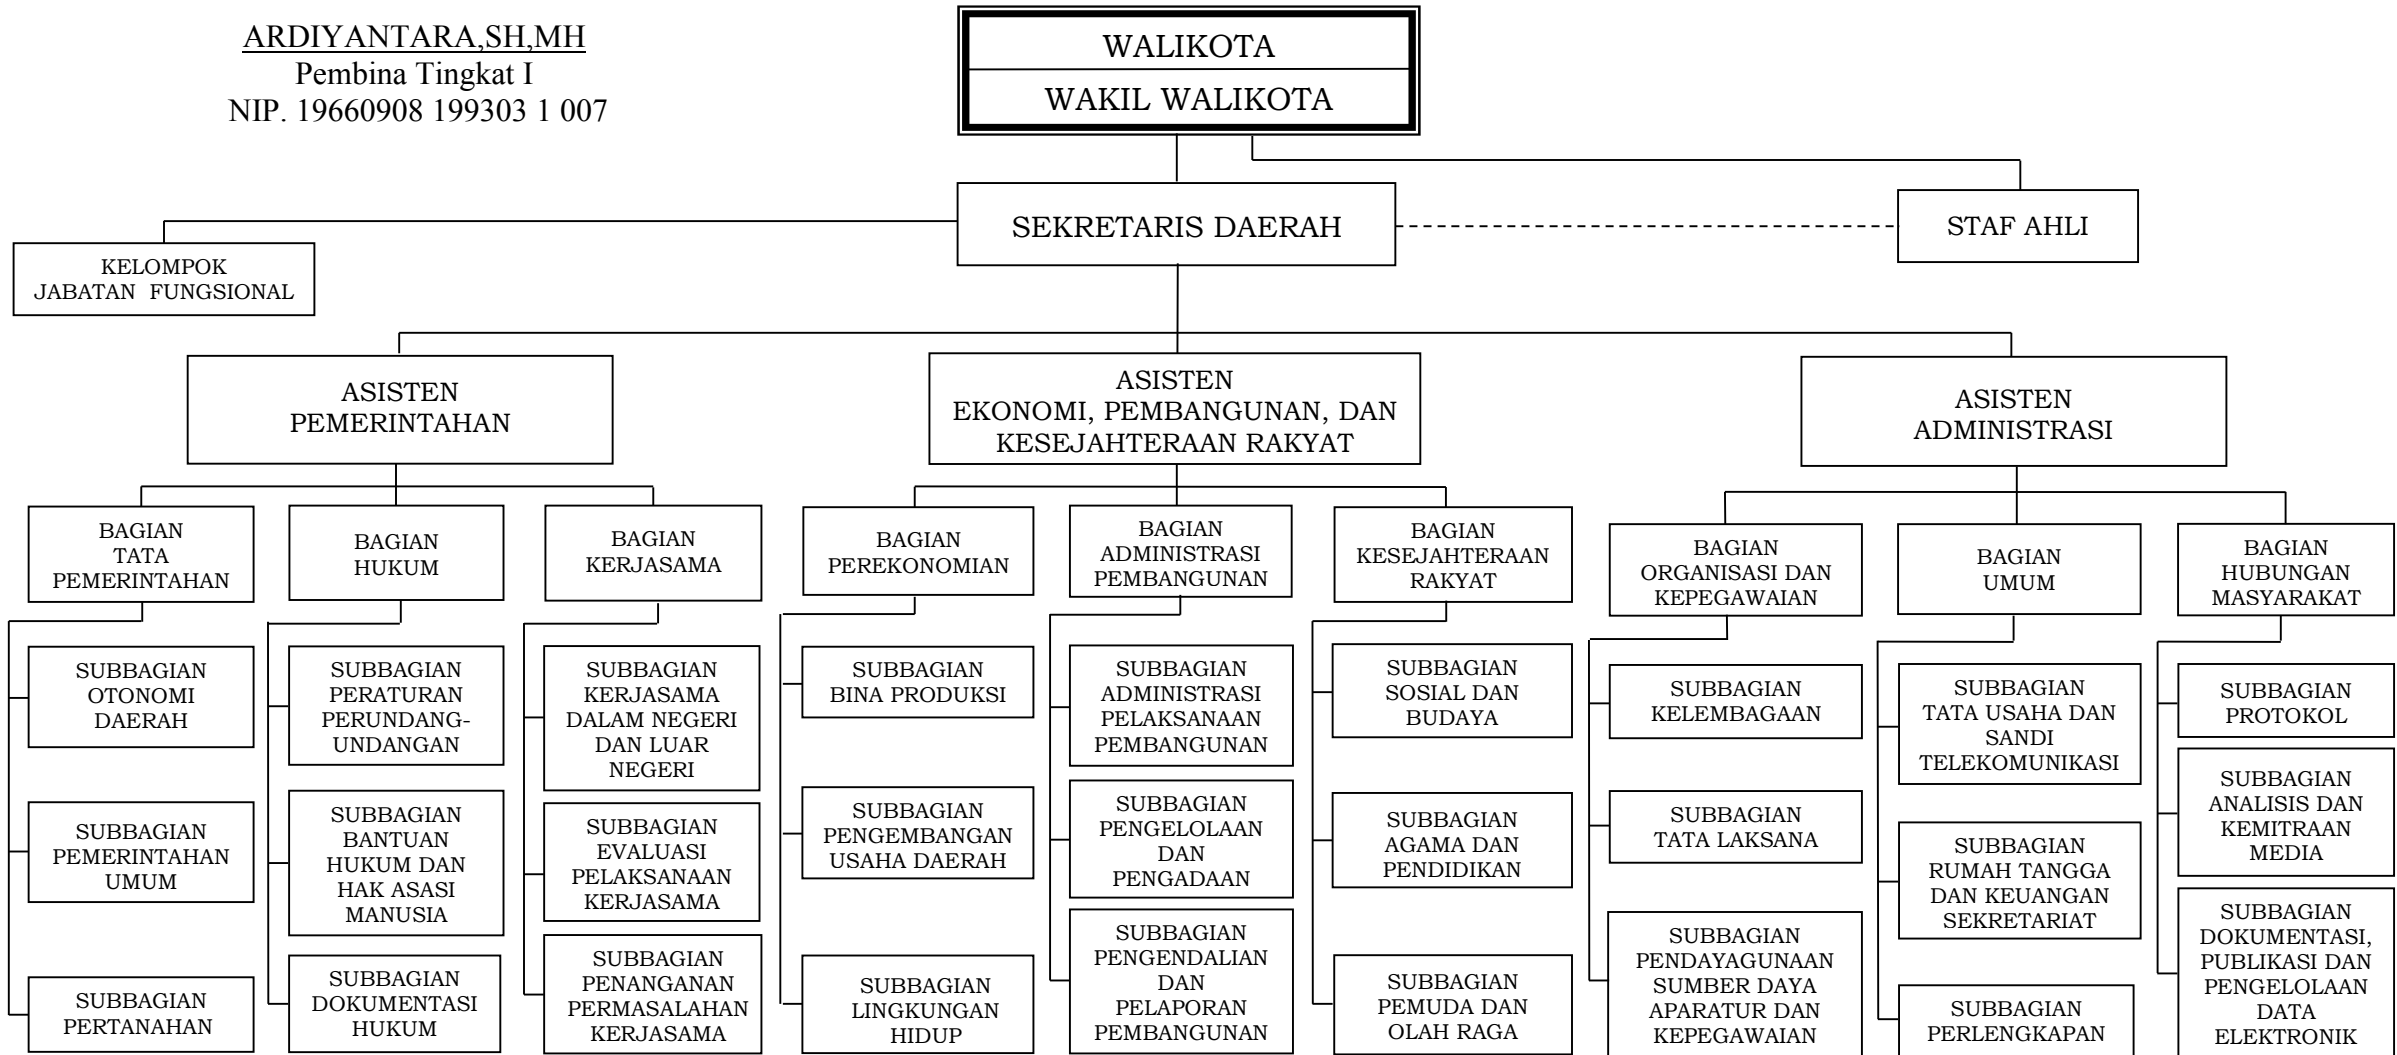 ARDIYANTARA,SH,MH
Pembina Tingkat I
NIP. 19660908 199303 1 007
WALIKOTA
WAKIL WALIKOTA
SEKRETARIS DAERAH
STAF AHLI
KELOMPOK
JABATAN FUNGSIONAL
ASISTEN
PEMERINTAHAN
ASISTEN
EKONOMI, PEMBANGUNAN, DAN
KESEJAHTERAAN RAKYAT
ASISTEN
ADMINISTRASI
BAGIAN
TATA
PEMERINTAHAN
BAGIAN
HUKUM
BAGIAN
KERJASAMA
BAGIAN
PEREKONOMIAN
BAGIAN
ADMINISTRASI
PEMBANGUNAN
BAGIAN
KESEJAHTERAAN
RAKYAT
BAGIAN
ORGANISASI DAN
KEPEGAWAIAN
BAGIAN
UMUM
BAGIAN
HUBUNGAN
MASYARAKAT
SUBBAGIAN
OTONOMI
DAERAH
SUBBAGIAN
PEMERINTAHAN
UMUM
SUBBAGIAN
PERTANAHAN
SUBBAGIAN
PERATURAN
PERUNDANG-
UNDANGAN
SUBBAGIAN
BANTUAN
HUKUM DAN
HAK ASASI
MANUSIA
SUBBAGIAN
DOKUMENTASI
HUKUM
SUBBAGIAN
KERJASAMA
DALAM NEGERI
DAN LUAR
NEGERI
SUBBAGIAN
EVALUASI
PELAKSANAAN
KERJASAMA
SUBBAGIAN
PENANGANAN
PERMASALAHAN
KERJASAMA
SUBBAGIAN
BINA PRODUKSI
SUBBAGIAN
PENGEMBANGAN
USAHA DAERAH
SUBBAGIAN
LINGKUNGAN
HIDUP
SUBBAGIAN
ADMINISTRASI
PELAKSANAAN
PEMBANGUNAN
SUBBAGIAN
PENGELOLAAN
DAN
PENGADAAN
SUBBAGIAN
PENGENDALIAN
DAN
PELAPORAN
PEMBANGUNAN
SUBBAGIAN
SOSIAL DAN
BUDAYA
SUBBAGIAN
AGAMA DAN
PENDIDIKAN
SUBBAGIAN
PEMUDA DAN
OLAH RAGA
SUBBAGIAN
KELEMBAGAAN
SUBBAGIAN
TATA LAKSANA
SUBBAGIAN
PENDAYAGUNAAN
SUMBER DAYA
APARATUR DAN
KEPEGAWAIAN
SUBBAGIAN
TATA USAHA DAN
SANDI
TELEKOMUNIKASI
SUBBAGIAN
RUMAH TANGGA
DAN KEUANGAN
SEKRETARIAT
SUBBAGIAN
PERLENGKAPAN
SUBBAGIAN
PROTOKOL
SUBBAGIAN
ANALISIS DAN
KEMITRAAN
MEDIA
SUBBAGIAN
DOKUMENTASI,
PUBLIKASI DAN
PENGELOLAAN
DATA
ELEKTRONIK